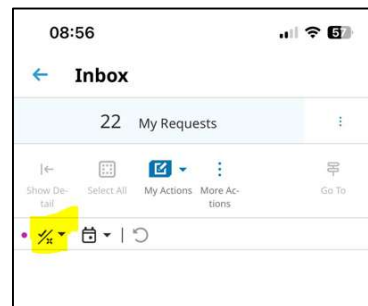 08:56
57
Inbox
22 My Requests
Show De-
tail
Select All
My Actions
More Ac-
tions
Go To